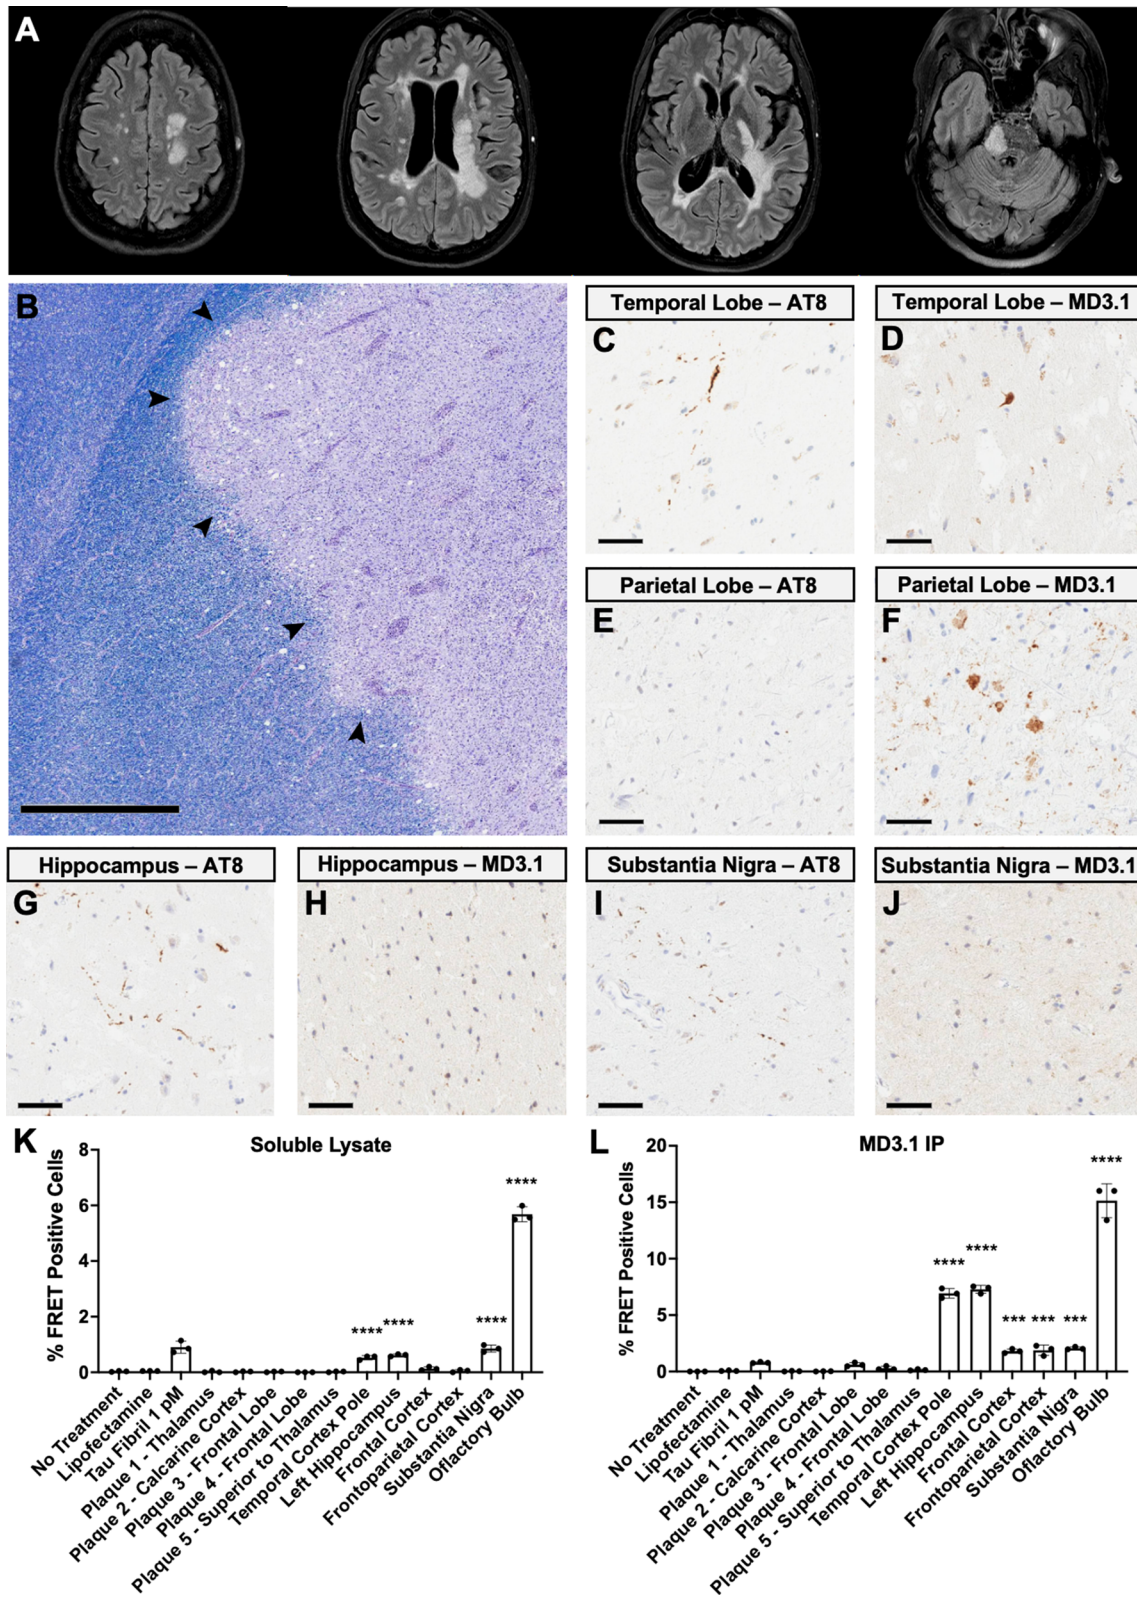 A
B
Temporal Lobe – AT8
Temporal Lobe – MD3.1
C
D
Parietal Lobe – AT8
Parietal Lobe – MD3.1
E
F
Hippocampus – AT8
Hippocampus – MD3.1
Substantia Nigra – AT8
Substantia Nigra – MD3.1
G
H
I
J
K
Soluble Lysate
% FRET Positive Cells
8
6
4
2
0
****
****
****
****
No Treatment
Lipofectamine
Tau Fibril 1 pM
Plaque 1 - Thalamus
Plaque 2 - Calcarine Cortex
Plaque 3 - Frontal Lobe
Plaque 4 - Frontal Lobe
Plaque 5 - Superior to Thalamus
Temporal Cortex Pole
Left Hippocampus
Frontal Cortex
Frontoparietal Cortex
Substantia Nigra
Oflactory Bulb
L
MD3.1 IP
% FRET Positive Cells
20
15
10
5
0
****
****
***
***
***
****
No Treatment
Lipofectamine
Tau Fibril 1 pM
Plaque 1 - Thalamus
Plaque 2 - Calcarine Cortex
Plaque 3 - Frontal Lobe
Plaque 4 - Frontal Lobe
Plaque 5 - Superior to Thalamus
Temporal Cortex Pole
Left Hippocampus
Frontal Cortex
Frontoparietal Cortex
Substantia Nigra
Oflactory Bulb